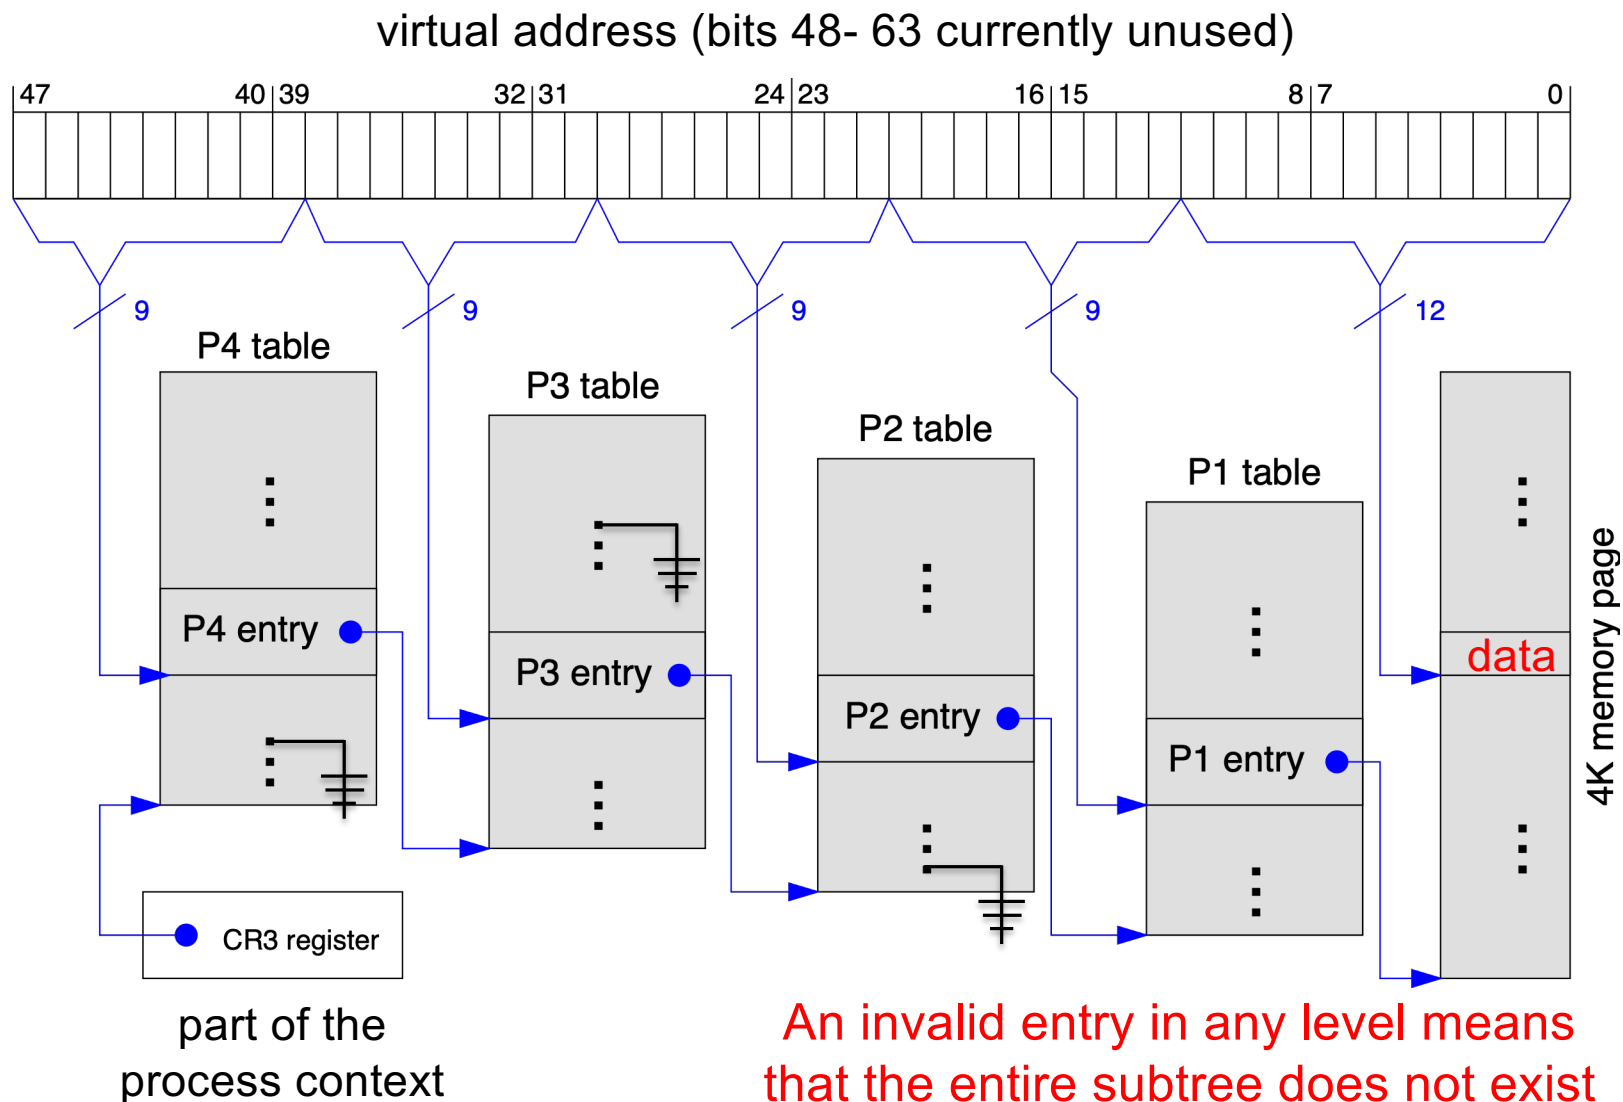 virtual address (bits 48- 63 currently unused)
47 40 39 32 31 24 23 16 15 8 7 0
9 9 9 9 12
P4 table
P3 table
P2 table
P1 table
P4 entry
P3 entry
data
P2 entry
P1 entry
4K memory page
CR3 register
part of the
process context
An invalid entry in any level means
that the entire subtree does not exist